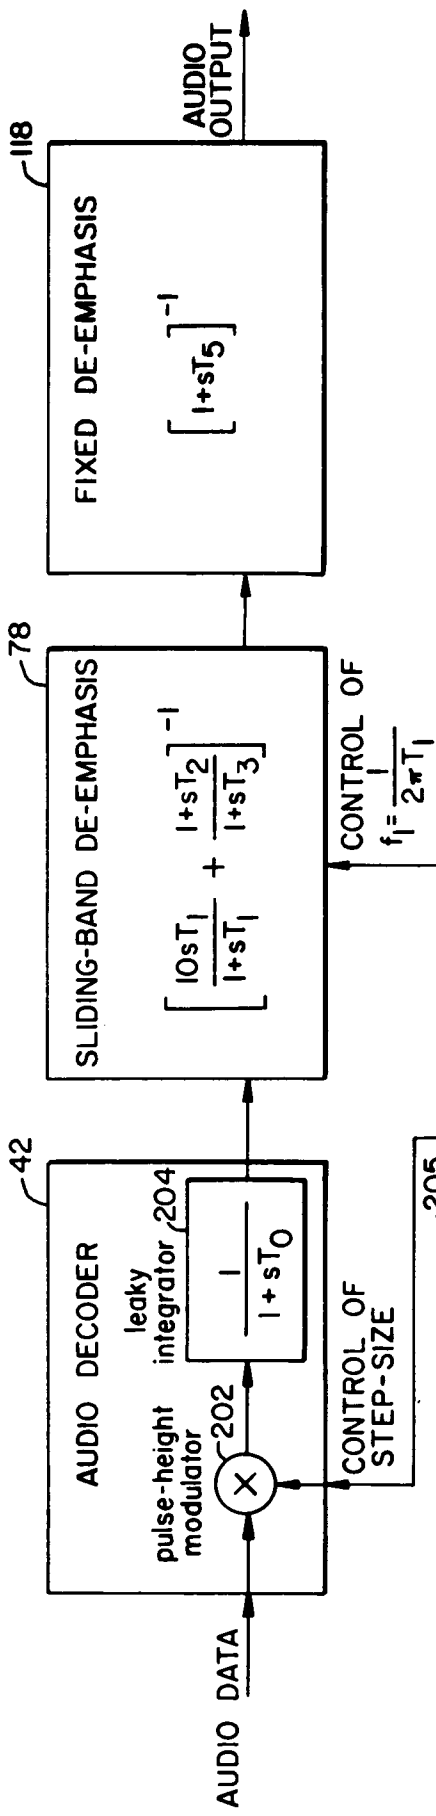 AUDIO DATA
42
AUDIO DECODER
pulse-height
modulator
202
×
leaky
integrator
204
1
1 + sT0
CONTROL OF
STEP-SIZE
205
78
SLIDING-BAND DE-EMPHASIS
[ 10sT1 / 1+sT1 + 1+sT2 / 1+sT3 ]-1
CONTROL OF
f1= 1 / 2πT1
118
FIXED DE-EMPHASIS
[ 1+sT5 ]-1
AUDIO
OUTPUT